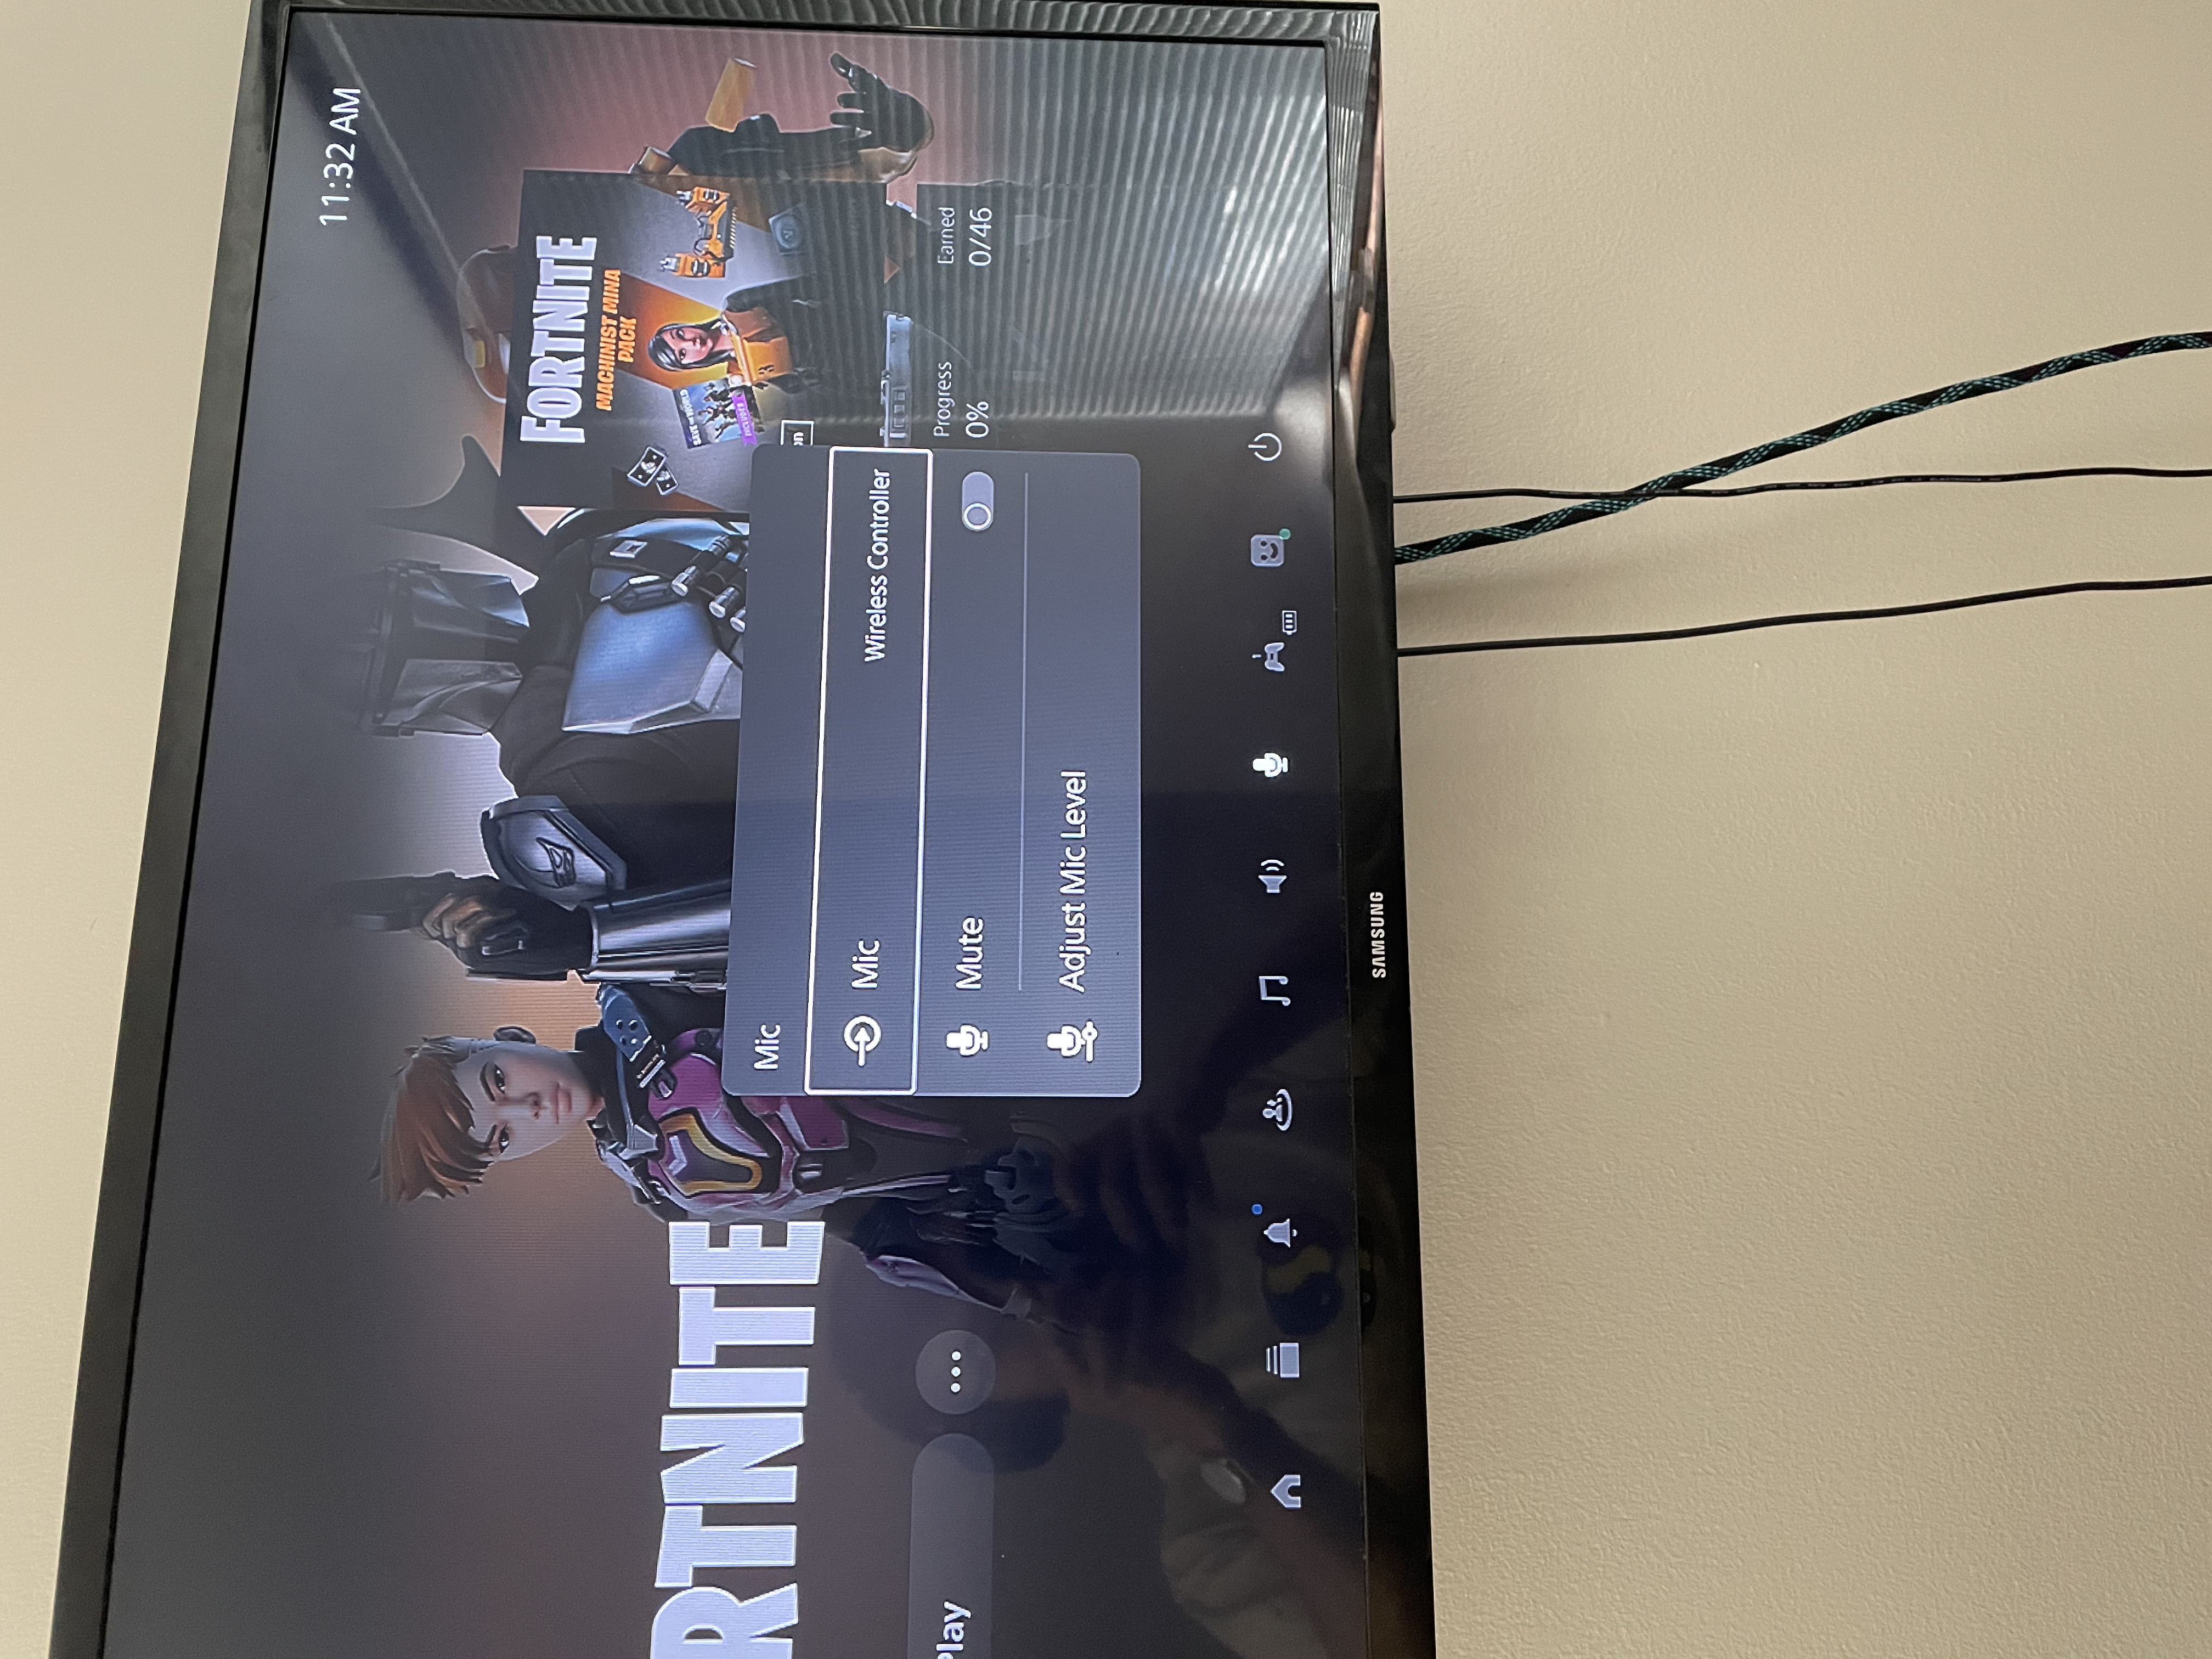 11:32 AM
FORTNITE
MACHINIST MINA
PACK
RTNITE
Mic
Mic Wireless Controller
Mute
Adjust Mic Level
Progress Earned
0% 0/46
Play
SAMSUNG